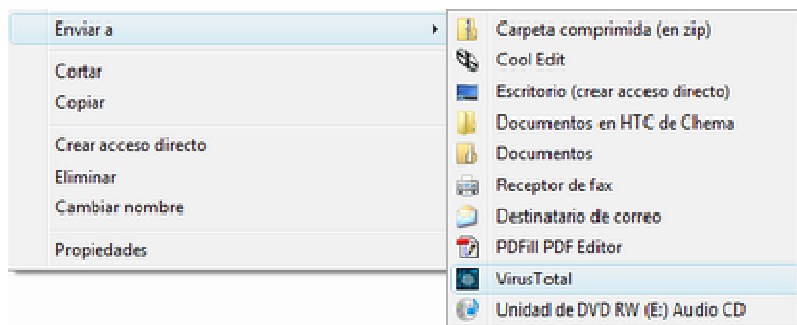 Enviar a
Cortar
Copiar
Crear acceso directo
Eliminar
Cambiar nombre
Propiedades
Carpeta comprimida (en zip)
Cool Edit
Escritorio (crear acceso directo)
Documentos en HTC de Chema
Documentos
Receptor de fax
Destinatario de correo
PDFill PDF Editor
VirusTotal
Unidad de DVD RW (E:) Audio CD